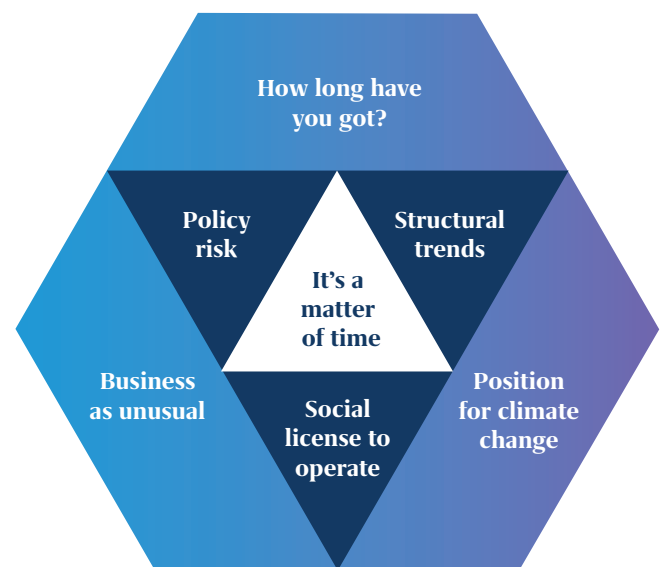 How long have
you got?
Policy
risk
Structural
trends
It's a
matter
of time
Business
as unusual
Social
license to
operate
Position
for climate
change